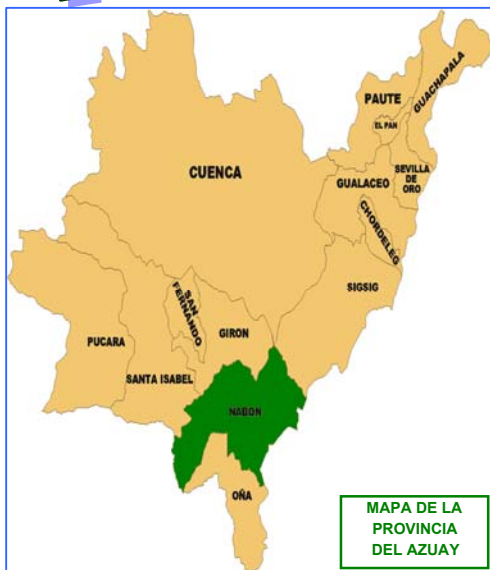 GUACHAPALA
PAUTE
EL PAN
SEVILLA
DE
ORO
GUALACEO
CUENCA
CHORDELEG
SIGSIG
SAN
FERNANDO
GIRON
PUCARA
SANTA ISABEL
NABON
OÑA
MAPA DE LA
PROVINCIA
DEL AZUAY